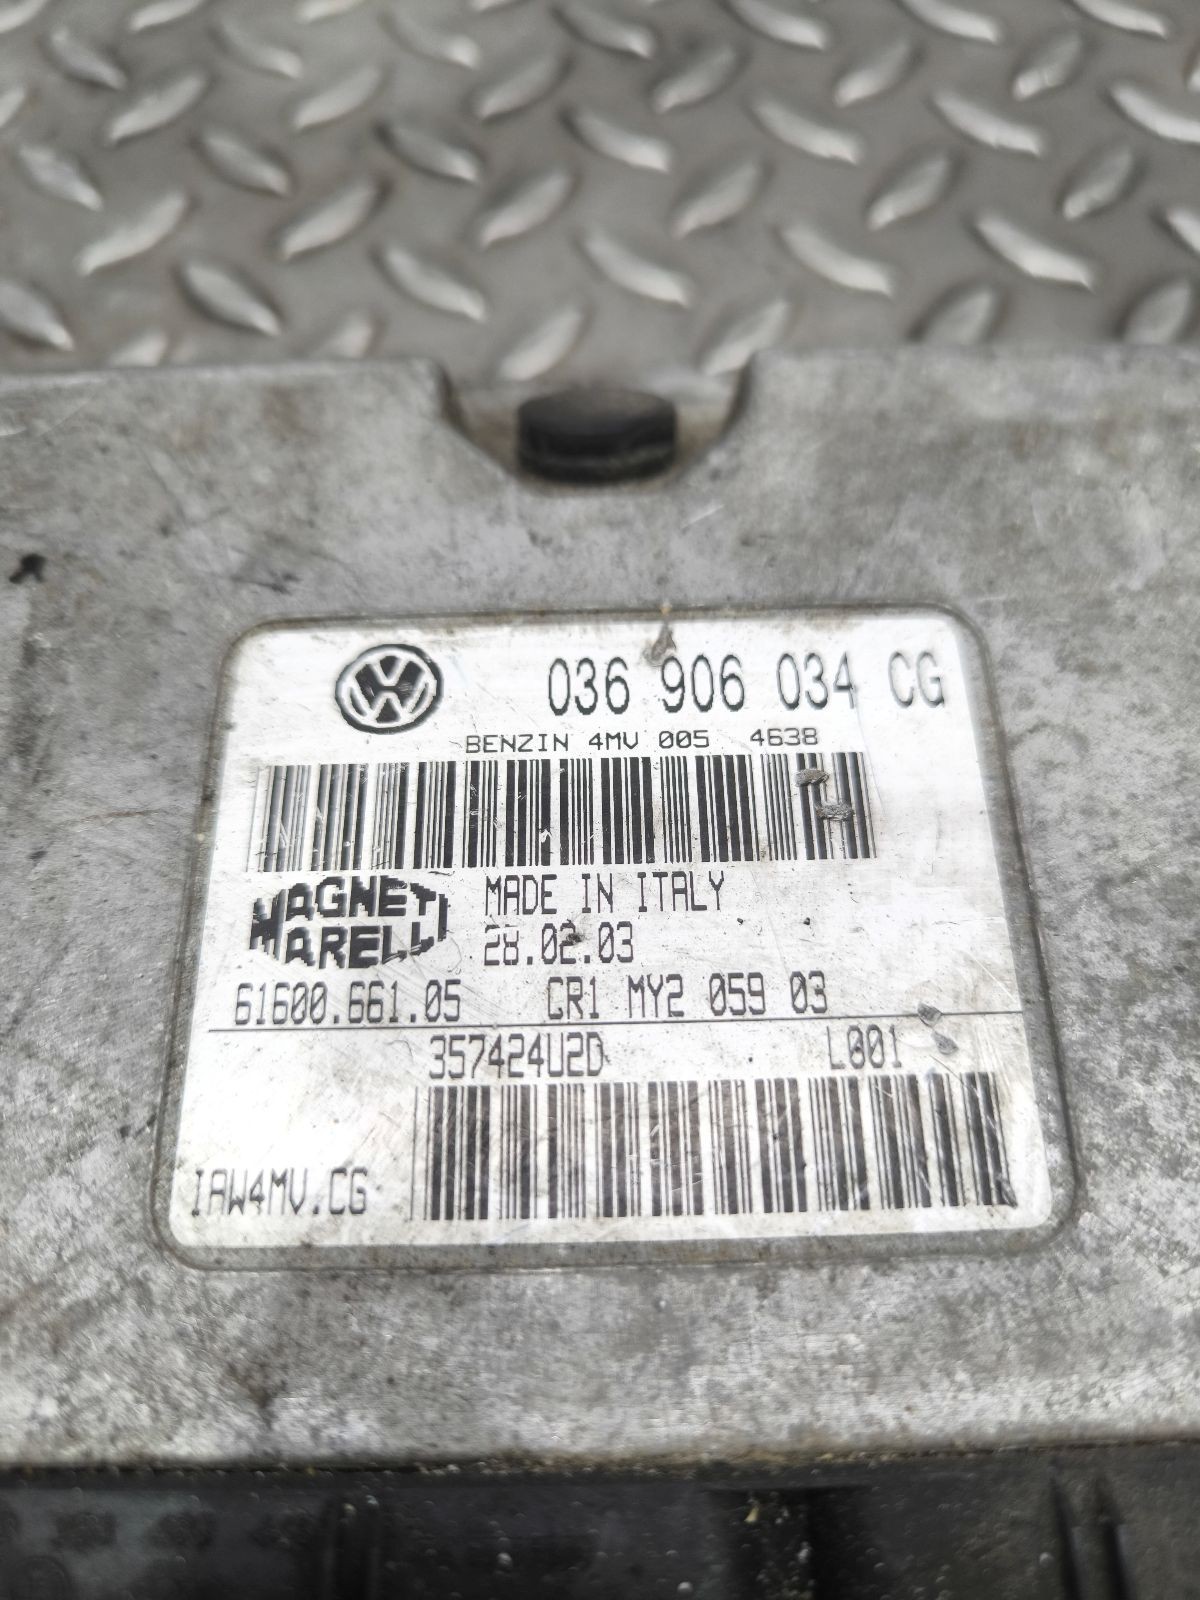 036 906 034 CG
BENZIN 4MV 005 4638
MAGNETI MARELLI
MADE IN ITALY
28.02.03
61600.661.05 CR1 MY2 059 03
357424U2D L001
IAW4MV.CG